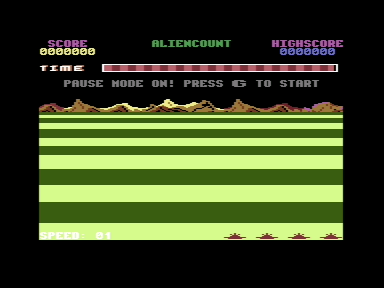 SCORE ALIENCOUNT HIGHSCORE
0000000 0000000
TIME
PAUSE MODE ON! PRESS G TO START
SPEED: 01